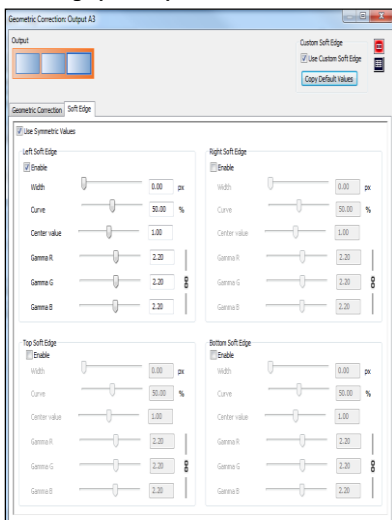 Geometric Correction: Output A3
Output
Custom Soft Edge
Use Custom Soft Edge
Copy Default Values
Geometric Correction Soft Edge
Use Symmetric Values
Left Soft Edge
Enable
Width 0.00 px
Curve 50.00 %
Center value 1.00
Gamma R 2.20
Gamma G 2.20
Gamma B 2.20
Right Soft Edge
Enable
Width 0.00 px
Curve 50.00 %
Center value 1.00
Gamma R 2.20
Gamma G 2.20
Gamma B 2.20
Top Soft Edge
Enable
Width 0.00 px
Curve 50.00 %
Center value 1.00
Gamma R 2.20
Gamma G 2.20
Gamma B 2.20
Bottom Soft Edge
Enable
Width 0.00 px
Curve 50.00 %
Center value 1.00
Gamma R 2.20
Gamma G 2.20
Gamma B 2.20